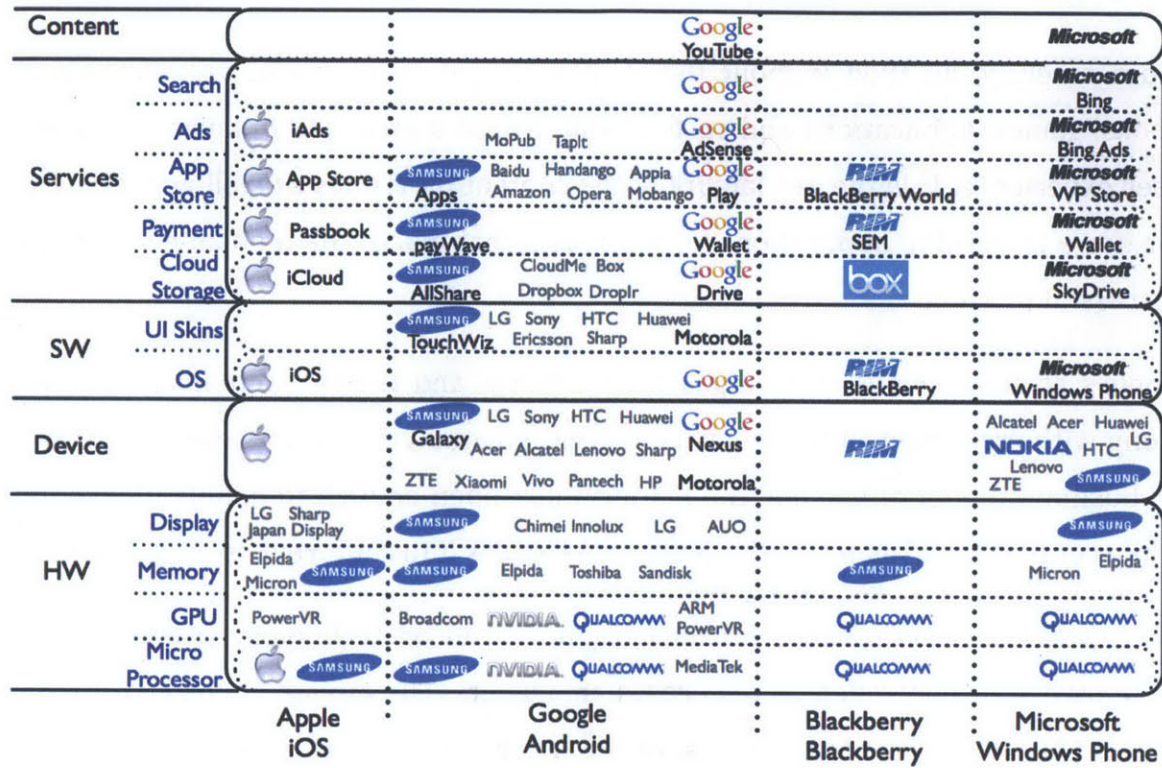 Content
Google
YouTube
Microsoft
Services
Search
Google
Microsoft
Bing
Ads
iAds
MoPub TapIt
Google
AdSense
Microsoft
Bing Ads
App
Store
App Store
SAMSUNG
Apps
Baidu Handango Appia
Amazon Opera Mobango
Google
Play
RIM
BlackBerry World
Microsoft
WP Store
Payment
Passbook
SAMSUNG
payWave
Google
Wallet
RIM
SEM
Microsoft
Wallet
Cloud
Storage
iCloud
SAMSUNG
AllShare
CloudMe Box
Dropbox Droplr
Google
Drive
box
Microsoft
SkyDrive
SW
UI Skins
SAMSUNG
TouchWiz
LG Sony HTC Huawei
Ericsson Sharp
Motorola
OS
iOS
Google
RIM
BlackBerry
Microsoft
Windows Phone
Device
SAMSUNG
Galaxy
LG Sony HTC Huawei
Google
Nexus
Acer Alcatel Lenovo Sharp
ZTE Xiaomi Vivo Pantech HP Motorola
RIM
Alcatel Acer Huawei
NOKIA HTC LG
Lenovo
ZTE SAMSUNG
HW
Display
LG Sharp
Japan Display
SAMSUNG
Chimei Innolux LG AUO
SAMSUNG
Memory
Elpida
Micron
SAMSUNG
SAMSUNG
Elpida Toshiba Sandisk
SAMSUNG
Micron
Elpida
GPU
PowerVR
Broadcom NVIDIA. QUALCOMM
ARM
PowerVR
QUALCOMM
QUALCOMM
Micro
Processor
SAMSUNG
SAMSUNG
NVIDIA. QUALCOMM MediaTek
QUALCOMM
QUALCOMM
Apple
iOS
Google
Android
Blackberry
Blackberry
Microsoft
Windows Phone